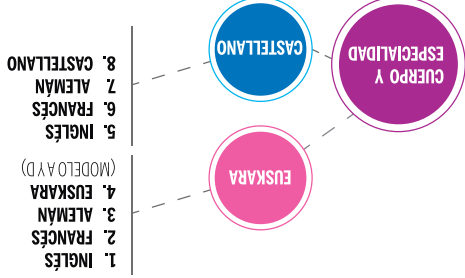 CUERPO Y
ESPECIALIDAD
EUSKARA
1. INGLÉS
2. FRANCÉS
3. ALEMÁN
4. EUSKARA
(MODELO A Y D)
CASTELLANO
5. INGLÉS
6. FRANCÉS
7. ALEMÁN
8. CASTELLANO